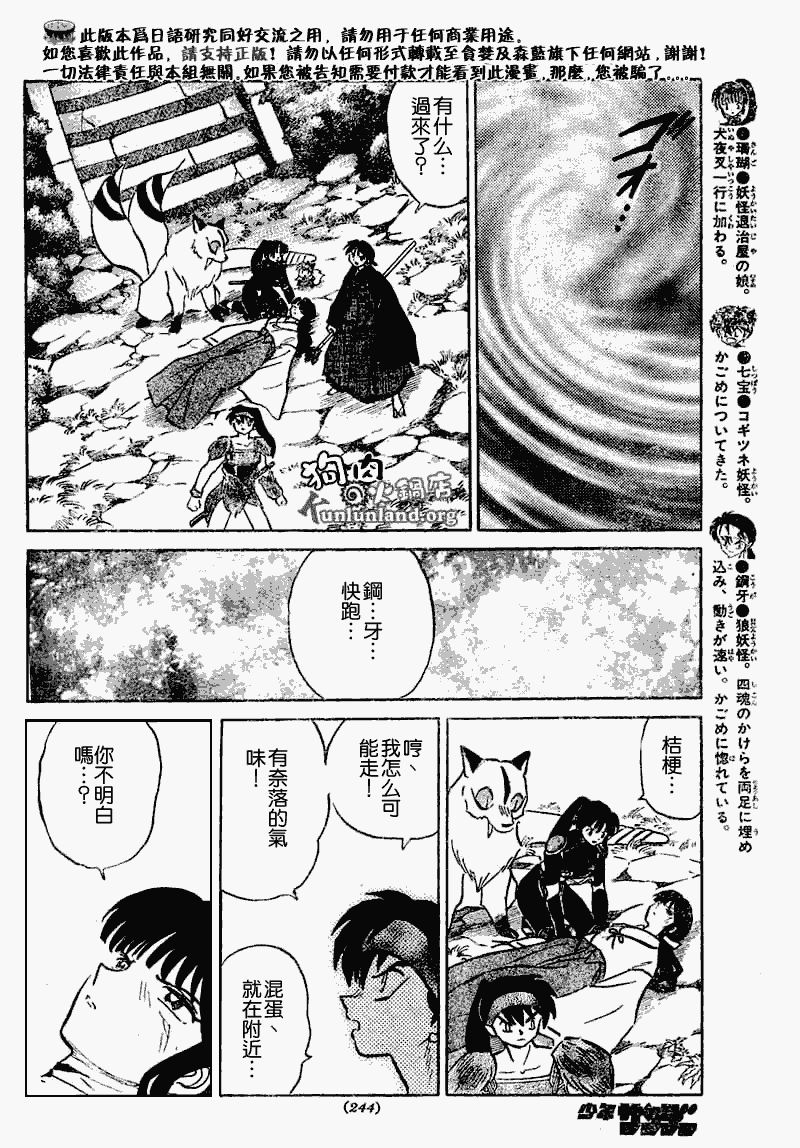 此版本爲日語研究同好交流之用，請勿用于任何商業用途。
如您喜歡此作品，請支持正版！請勿以任何形式轉載至貪婪及森藍旗下任何網站，謝謝！
一切法律責任與本組無關。如果您被告知需要付款才能看到此漫畫，那麼，您被騙了……
●珊瑚●妖怪退治屋の娘。
犬夜叉一行に加わる。
●七宝●コギツネ妖怪。
かごめについてきた。
●鋼牙●狼妖怪。四魂のかけらを両足に埋め
込み、動きが速い。かごめに惚れている。
ゴオ…
有什么
過來了?
狗肉の火鍋店
Kunlunland.org
鋼…牙…
快跑…
桔梗…
哼、
我怎么可
能走！
有奈落的氣
味！
混蛋、
就在附近…
你不明白
嗎…?
(244)